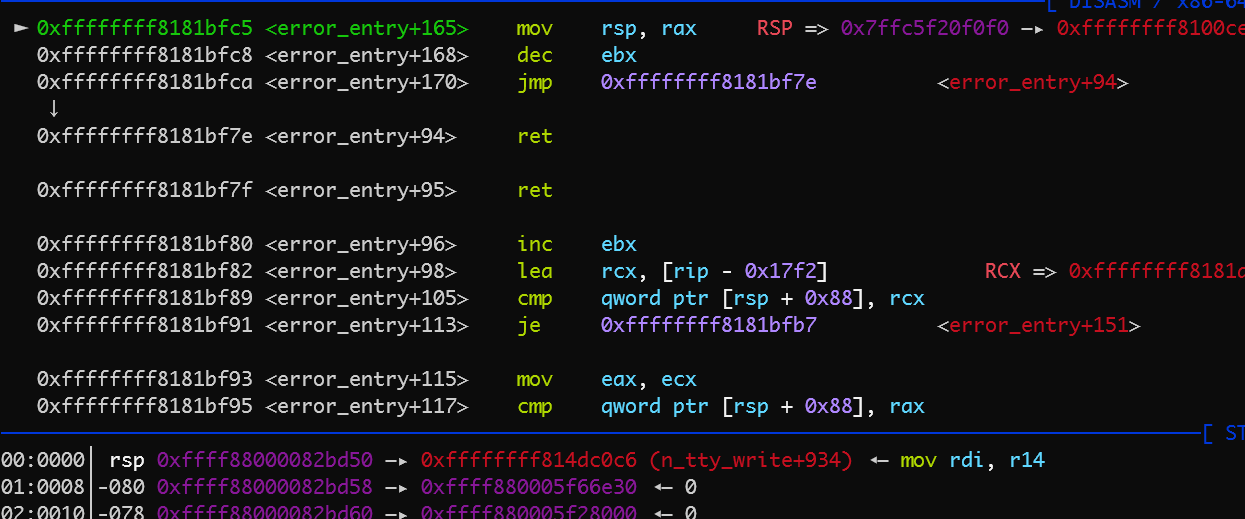 [ DISASM / x86-64
► 0xffffffff8181bfc5 <error_entry+165> mov rsp, rax RSP => 0x7ffc5f20f0f0 —▸ 0xffffffff8100ce
0xffffffff8181bfc8 <error_entry+168> dec ebx
0xffffffff8181bfca <error_entry+170> jmp 0xffffffff8181bf7e <error_entry+94>
↓
0xffffffff8181bf7e <error_entry+94> ret
0xffffffff8181bf7f <error_entry+95> ret
0xffffffff8181bf80 <error_entry+96> inc ebx
0xffffffff8181bf82 <error_entry+98> lea rcx, [rip - 0x17f2] RCX => 0xffffffff8181a
0xffffffff8181bf89 <error_entry+105> cmp qword ptr [rsp + 0x88], rcx
0xffffffff8181bf91 <error_entry+113> je 0xffffffff8181bfb7 <error_entry+151>
0xffffffff8181bf93 <error_entry+115> mov eax, ecx
0xffffffff8181bf95 <error_entry+117> cmp qword ptr [rsp + 0x88], rax
[ ST
00:0000│ rsp 0xffff88000082bd50 —▸ 0xffffffff814dc0c6 (n_tty_write+934) ◂— mov rdi, r14
01:0008│-080 0xffff88000082bd58 —▸ 0xffff880005f66e30 ◂— 0
02:0010│-078 0xffff88000082bd60 —▸ 0xffff880005f28000 ◂— 0